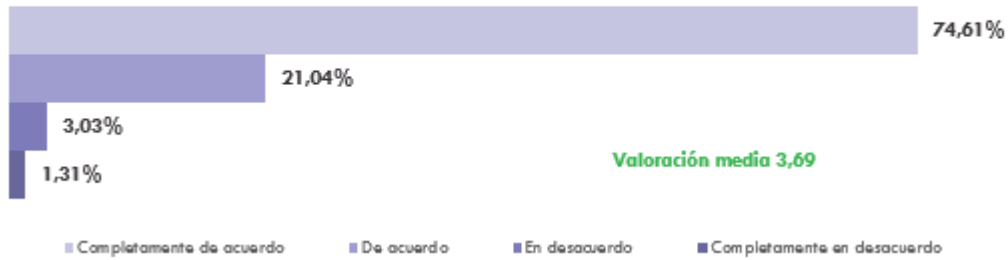 74,61%
21,04%
3,03%
Valoración media 3,69
1,31%
Completamente de acuerdo De acuerdo En desacuerdo Completamente en desacuerdo